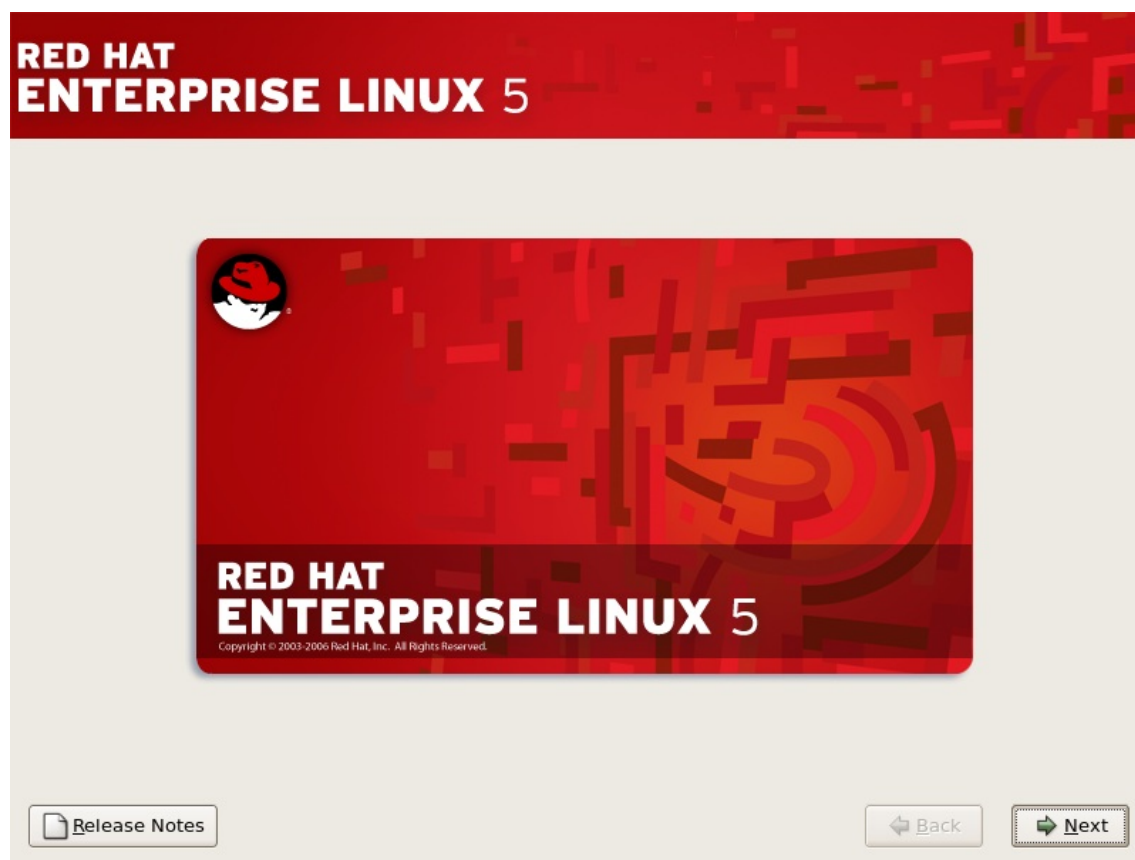 RED HAT
ENTERPRISE LINUX 5
RED HAT
ENTERPRISE LINUX 5
Copyright © 2003-2006 Red Hat, Inc. All Rights Reserved.
Release Notes
Back
Next